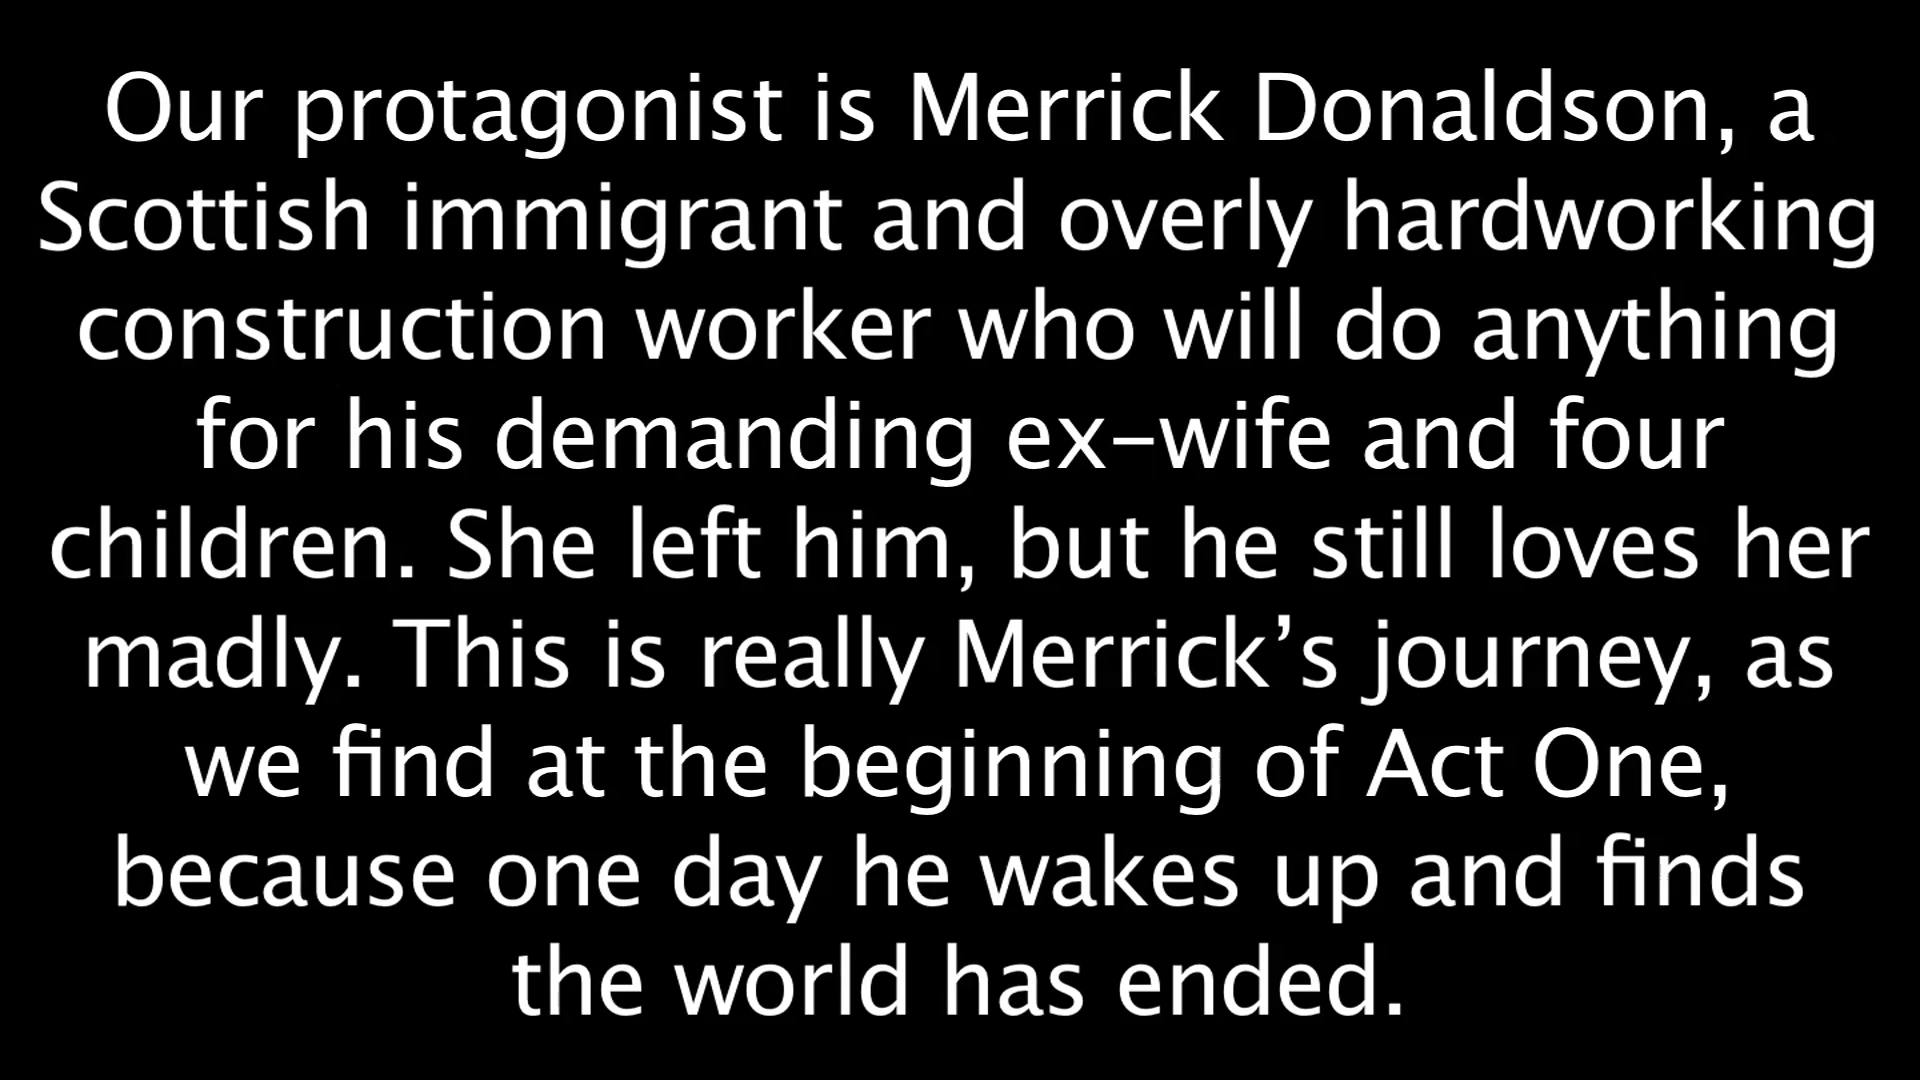 Our protagonist is Merrick Donaldson, a
Scottish immigrant and overly hardworking
construction worker who will do anything
for his demanding ex-wife and four
children. She left him, but he still loves her
madly. This is really Merrick’s journey, as
we find at the beginning of Act One,
because one day he wakes up and finds
the world has ended.